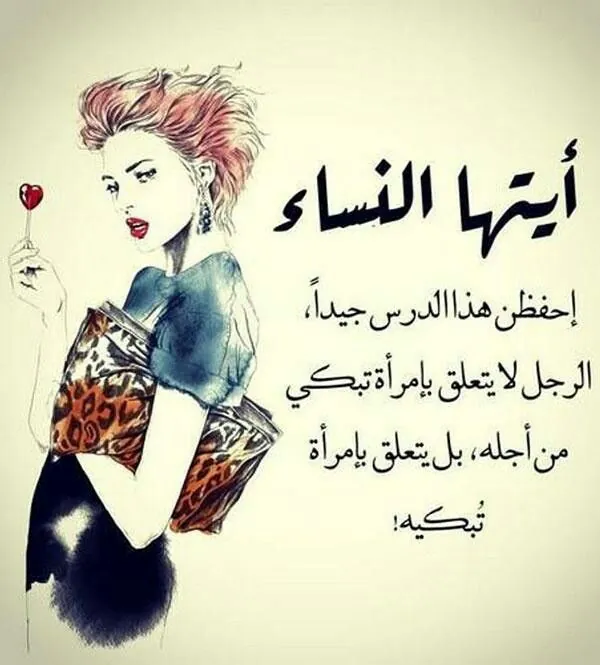 أيتها النساء
إحفظن هذا الدرس جيداً،
الرجل لا يتعلق بإمرأة تبكي
من أجله، بل يتعلق بإمرأة
تُبكيه!